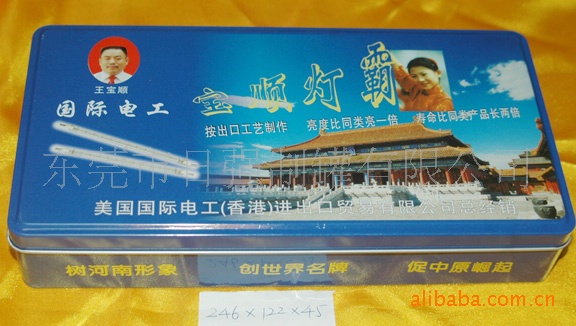 王宝顺
国际电工
宝顺灯霸
按出口工艺制作 亮度比同类亮一倍 寿命比同类产品长两倍
东莞市日强制罐有限公司
美国国际电工(香港)进出口贸易有限公司总经销
树河南形象 创世界名牌 促中原崛起
246×122×45
alibaba.com.cn